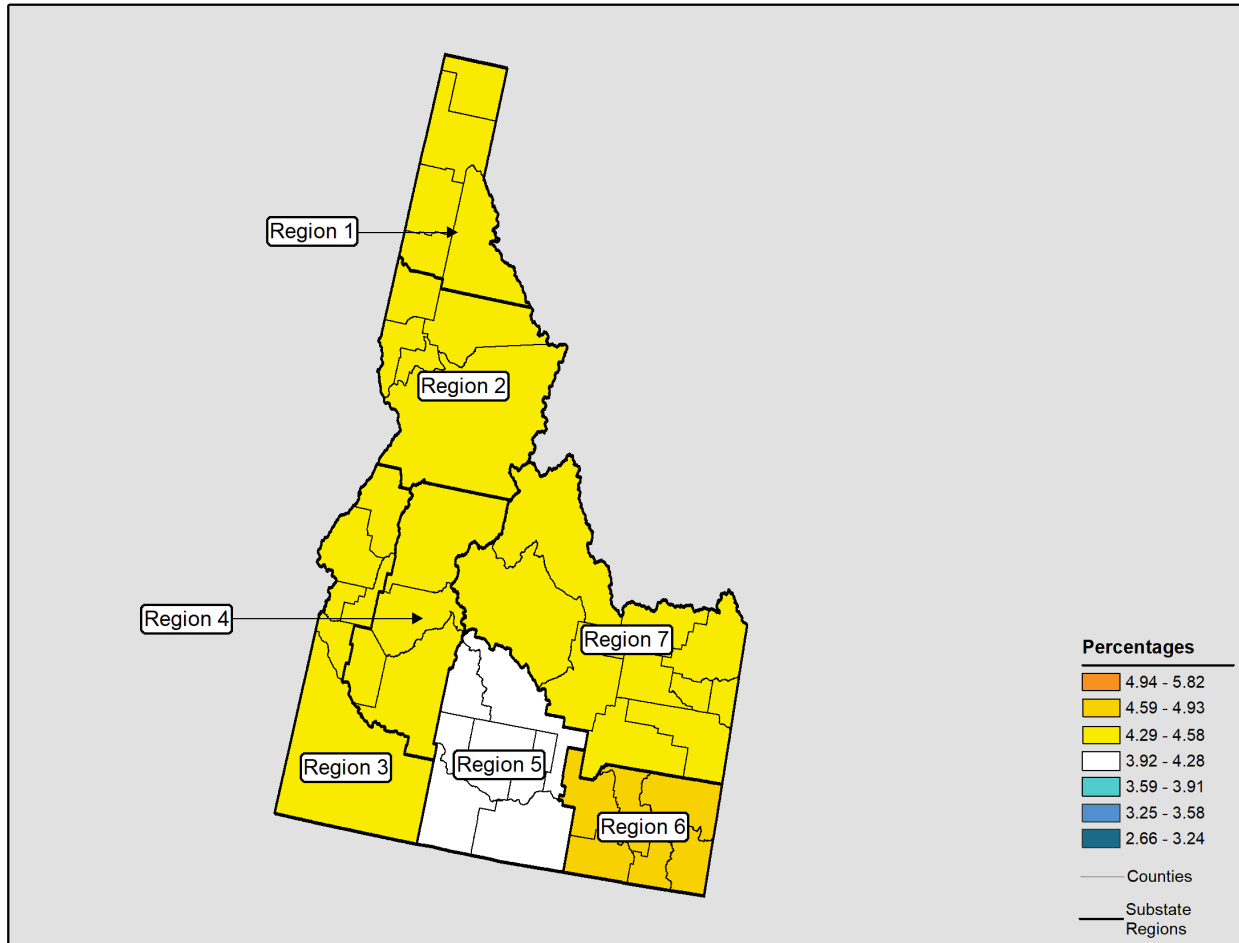 Region 1
Region 2
Region 4
Region 7
Region 3
Region 5
Region 6
Percentages
4.94 - 5.82
4.59 - 4.93
4.29 - 4.58
3.92 - 4.28
3.59 - 3.91
3.25 - 3.58
2.66 - 3.24
Counties
Substate
Regions